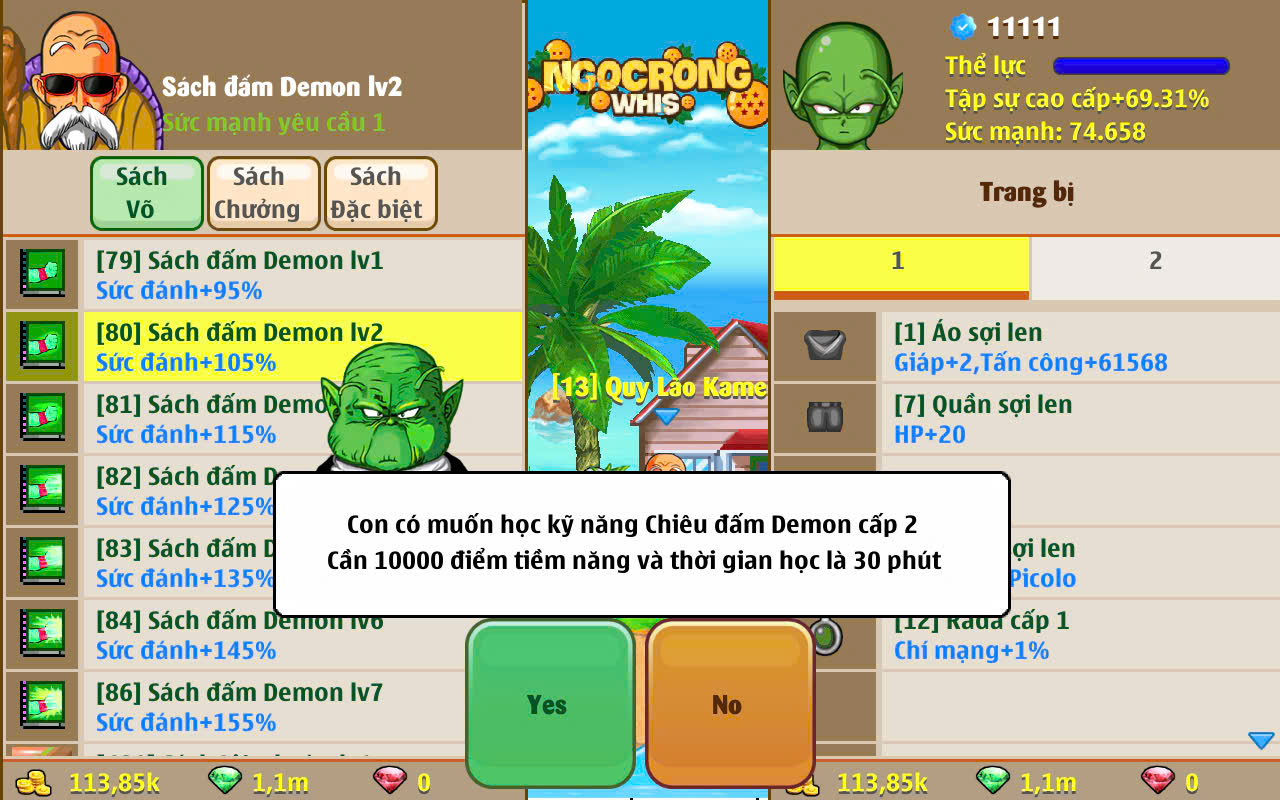 Sách đấm Demon lv2
Sức mạnh yêu cầu 1
Sách
Võ
Sách
Chưởng
Sách
Đặc biệt
[79] Sách đấm Demon lv1
Sức đánh+95%
[80] Sách đấm Demon lv2
Sức đánh+105%
[81] Sách đấm Demo
Sức đánh+115%
[82] Sách đấm D
Sức đánh+125%
[83] Sách đấm D
Sức đánh+135%
[84] Sách đấm Demon lv6
Sức đánh+145%
[86] Sách đấm Demon lv7
Sức đánh+155%
113,85k
1,1m
0
NGOCRONG
WHIS
[13] Quy Lão Kame
Con có muốn học kỹ năng Chiêu đấm Demon cấp 2
Cần 10000 điểm tiềm năng và thời gian học là 30 phút
Yes
No
11111
Thể lực
Tập sự cao cấp+69.31%
Sức mạnh: 74.658
Trang bị
1
2
[1] Áo sợi len
Giáp+2,Tấn công+61568
[7] Quần sợi len
HP+20
ợi len
Picolo
[12] Rada cấp 1
Chí mạng+1%
113,85k
1,1m
0